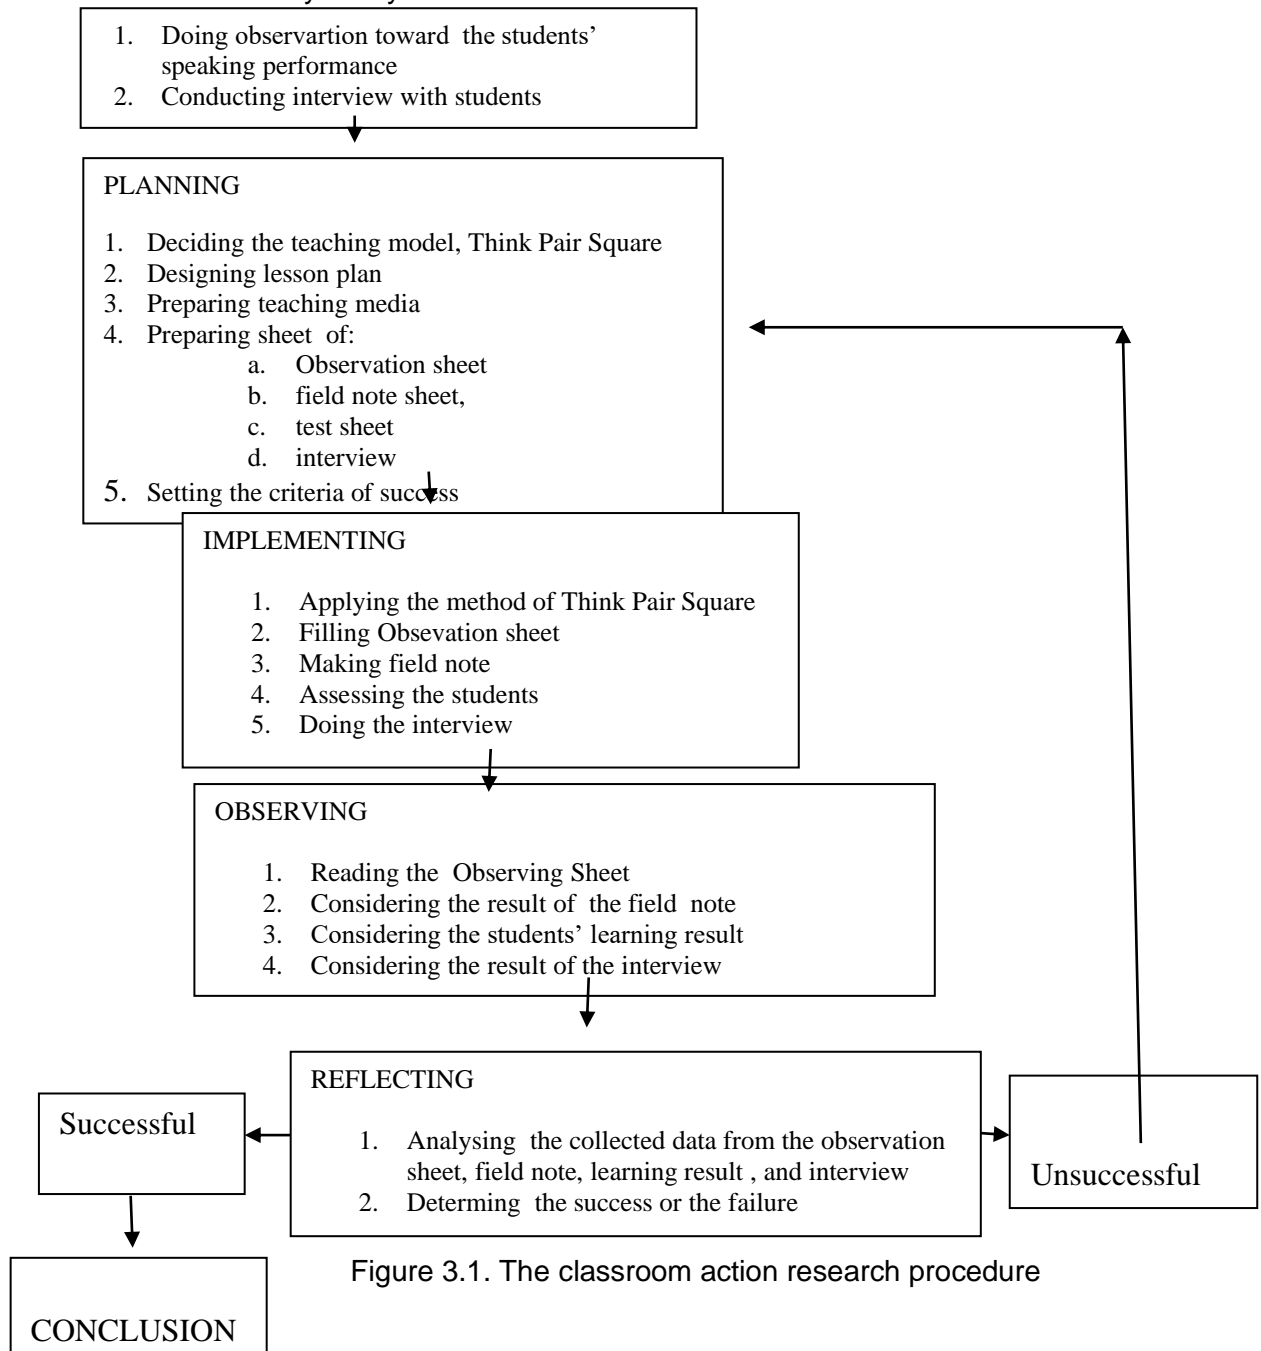 1. Doing observartion toward the students’
speaking performance
2. Conducting interview with students
PLANNING
1. Deciding the teaching model, Think Pair Square
2. Designing lesson plan
3. Preparing teaching media
4. Preparing sheet of:
a. Observation sheet
b. field note sheet,
c. test sheet
d. interview
5. Setting the criteria of success
IMPLEMENTING
1. Applying the method of Think Pair Square
2. Filling Obsevation sheet
3. Making field note
4. Assessing the students
5. Doing the interview
OBSERVING
1. Reading the Observing Sheet
2. Considering the result of the field note
3. Considering the students’ learning result
4. Considering the result of the interview
REFLECTING
1. Analysing the collected data from the observation
sheet, field note, learning result , and interview
2. Determing the success or the failure
Successful
Unsuccessful
CONCLUSION
Figure 3.1. The classroom action research procedure